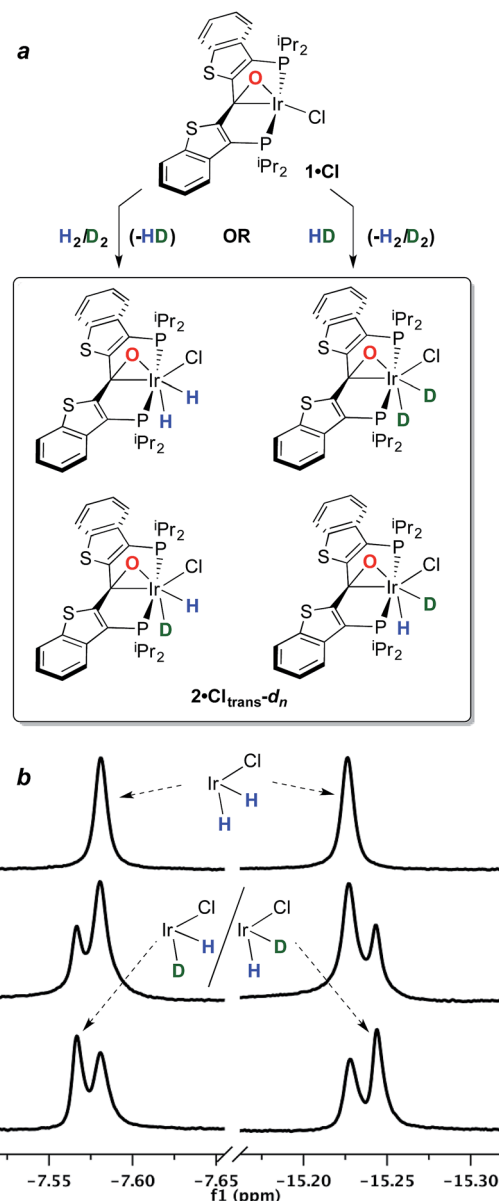 a
iPr2
S
P
O
Ir
Cl
S
P
iPr2
1•Cl
H2/D2 (-HD) OR HD (-H2/D2)
iPr2 iPr2
S P Cl S P Cl
O O
Ir Ir
S H S D
H D
P P
iPr2 iPr2
iPr2 iPr2
S P Cl S P Cl
O O
Ir Ir
S H S D
D H
P P
iPr2 iPr2
2•Cltrans-dn
b
Cl
Ir
H
H
Cl Cl
Ir Ir
H D
D H
-7.55 -7.60 -7.65 -15.20 -15.25 -15.30
f1 (ppm)